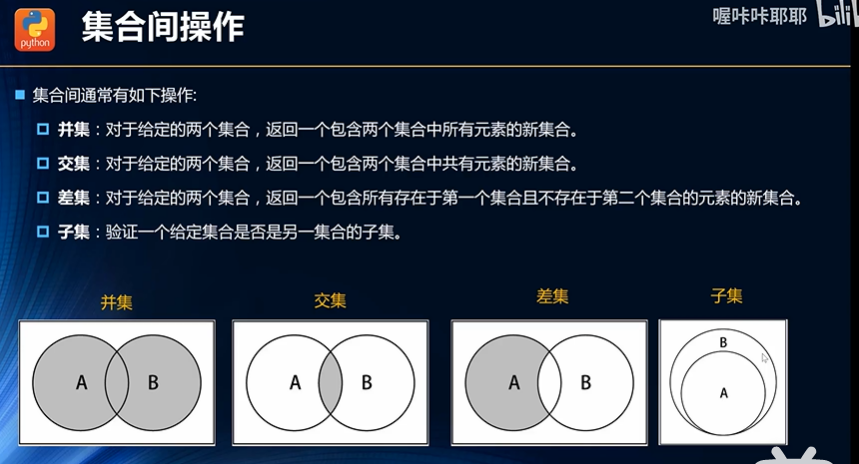 python
集合间操作
喔咔咔耶耶
bili
集合间通常有如下操作:
并集：对于给定的两个集合，返回一个包含两个集合中所有元素的新集合。
交集：对于给定的两个集合，返回一个包含两个集合中共有元素的新集合。
差集：对于给定的两个集合，返回一个包含所有存在于第一个集合且不存在于第二个集合的元素的新集合。
子集：验证一个给定集合是否是另一集合的子集。
并集 交集 差集 子集
A B
A B
A B
B
A